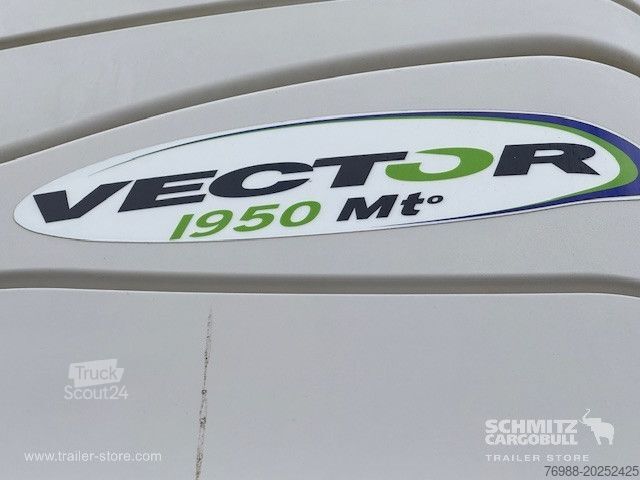 VECTOR
1950 Mt°
Truck
Scout24
SCHMITZ
CARGOBULL
TRAILER STORE
www.trailer-store.com
76988-20252425